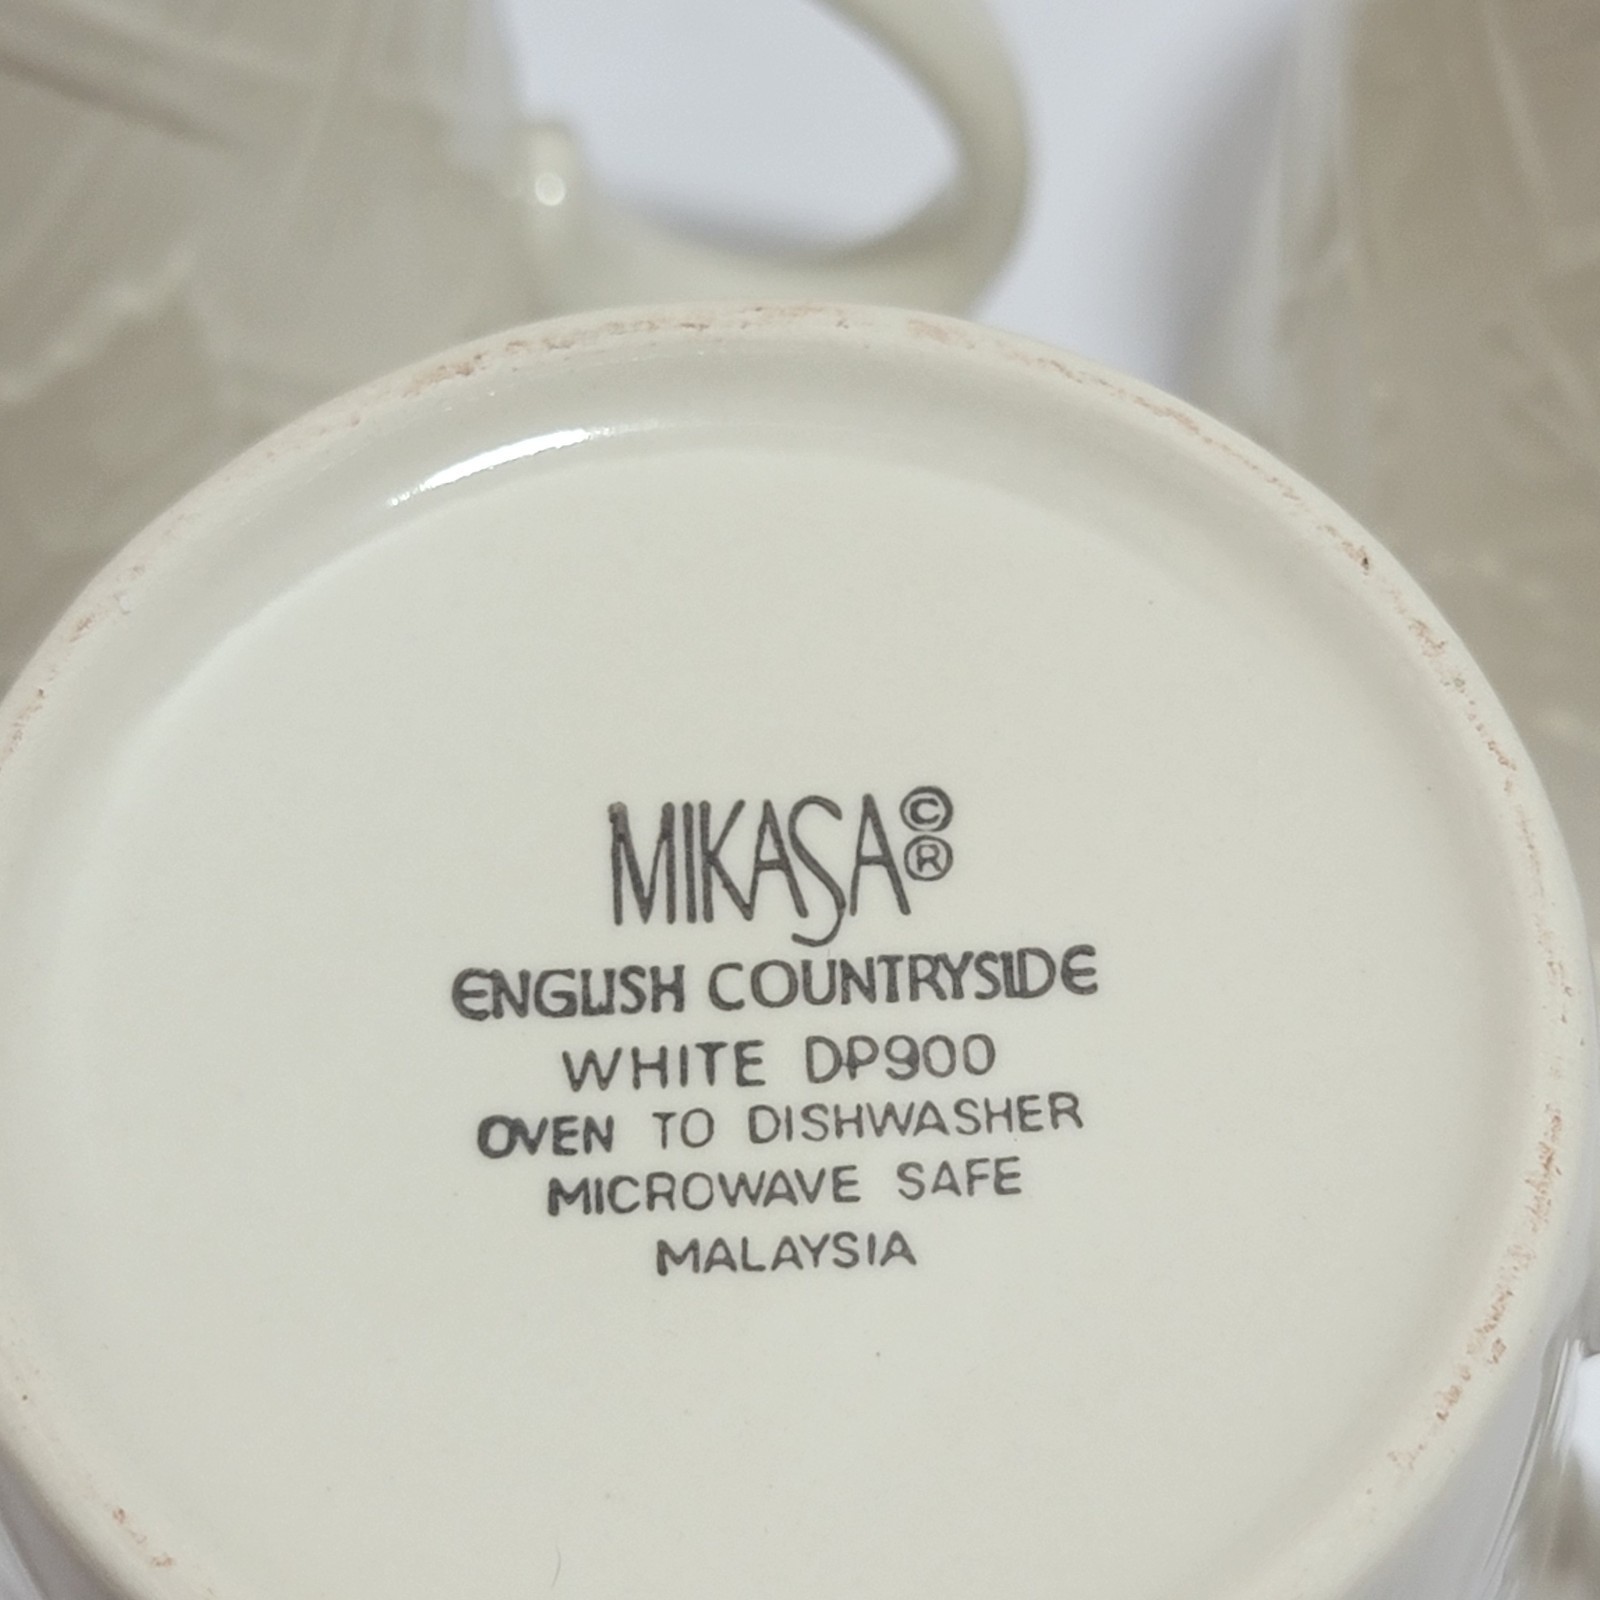 MIKASA©®
ENGLISH COUNTRYSIDE
WHITE DP900
OVEN TO DISHWASHER
MICROWAVE SAFE
MALAYSIA